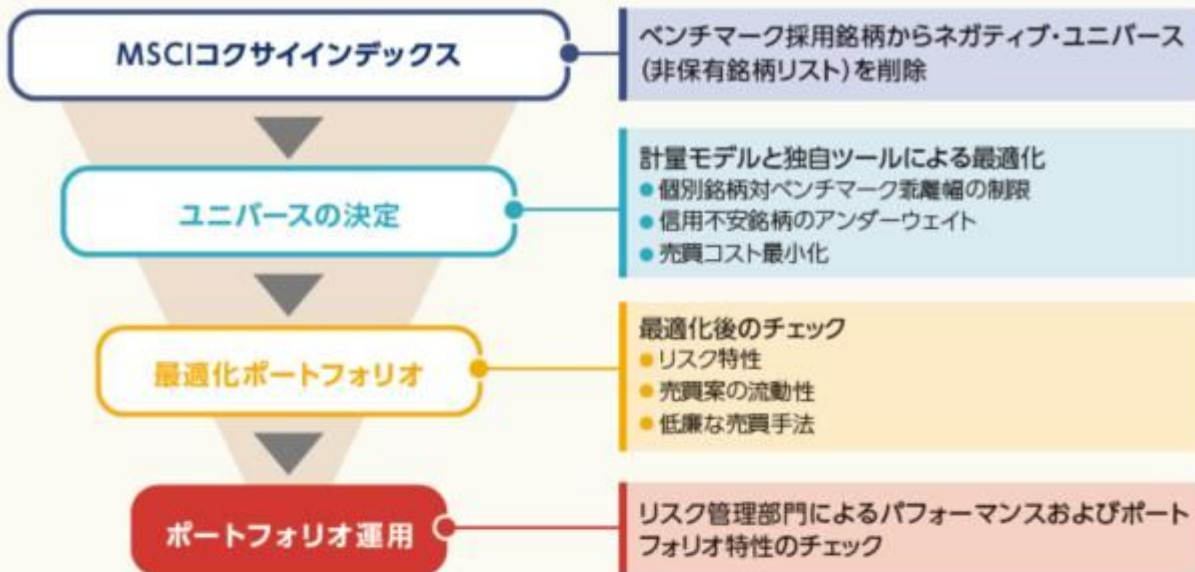 MSCIコクサイインデックス
ベンチマーク採用銘柄からネガティブ・ユニバース
(非保有銘柄リスト)を削除
ユニバースの決定
計量モデルと独自ツールによる最適化
●個別銘柄対ベンチマーク乖離幅の制限
●信用不安銘柄のアンダーウェイト
●売買コスト最小化
最適化ポートフォリオ
最適化後のチェック
●リスク特性
●売買案の流動性
●低廉な売買手法
ポートフォリオ運用
リスク管理部門によるパフォーマンスおよびポート
フォリオ特性のチェック